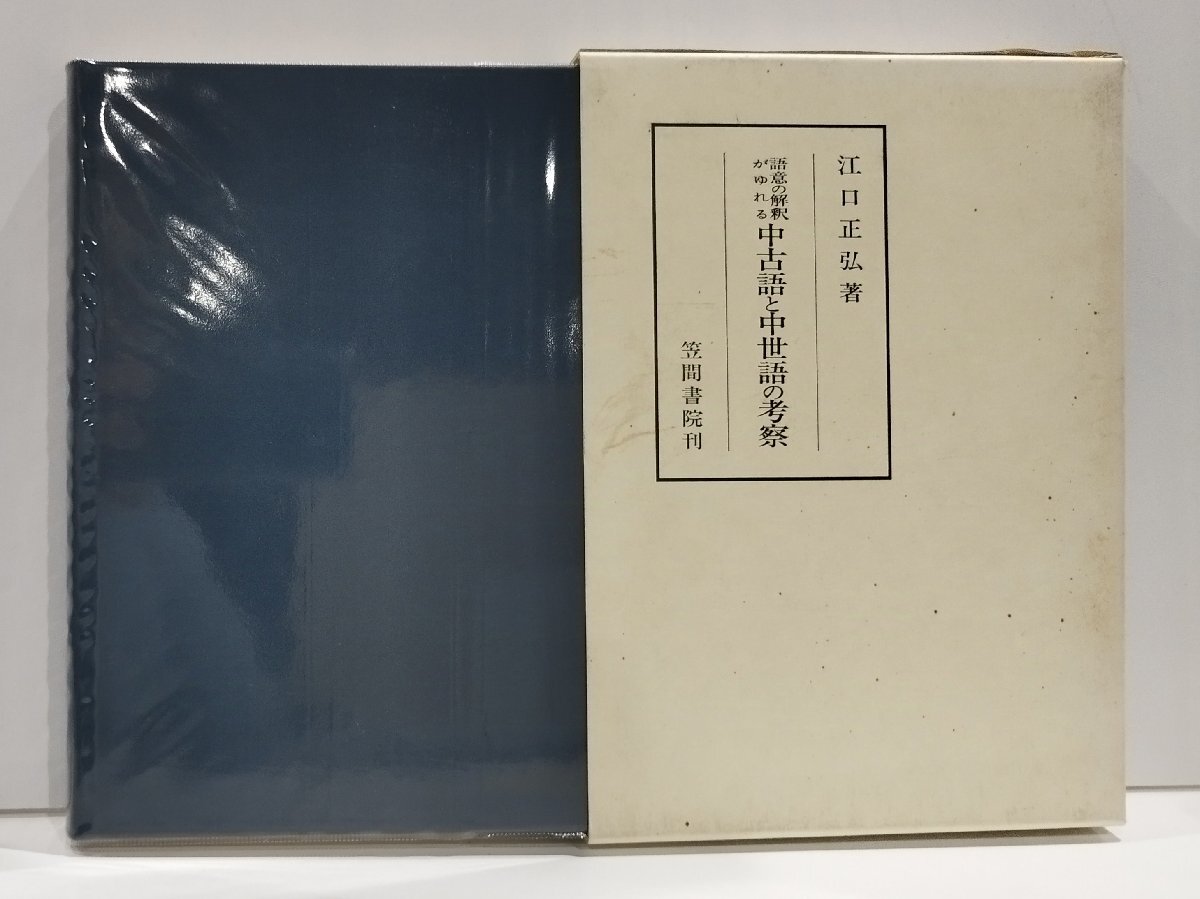 江口正弘著
語意の解釈
がゆれる
中古語と中世語の考察
笠間書院刊